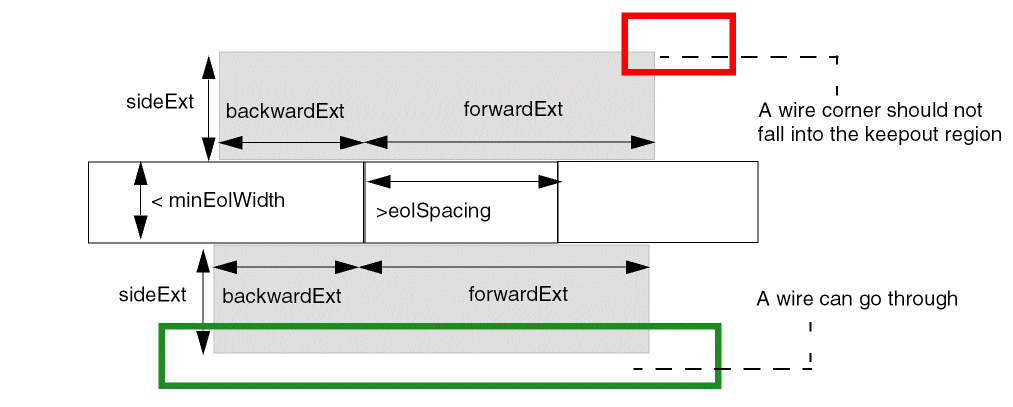 sideExt
backwardExt
forwardExt
A wire corner should not
fall into the keepout region
< minEolWidth
>eolSpacing
sideExt
backwardExt
forwardExt
A wire can go through